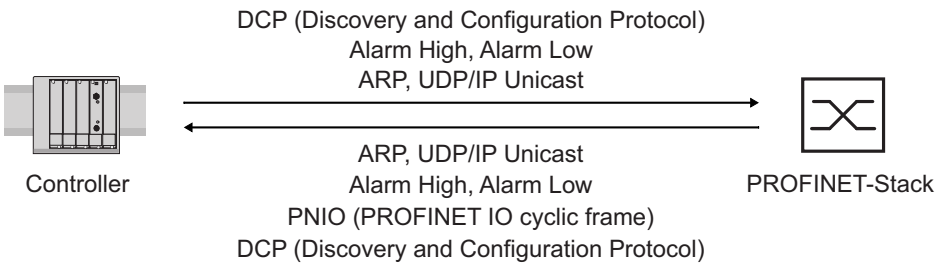 DCP (Discovery and Configuration Protocol)
Alarm High, Alarm Low
ARP, UDP/IP Unicast
ARP, UDP/IP Unicast
Alarm High, Alarm Low
PNIO (PROFINET IO cyclic frame)
DCP (Discovery and Configuration Protocol)
Controller
PROFINET-Stack